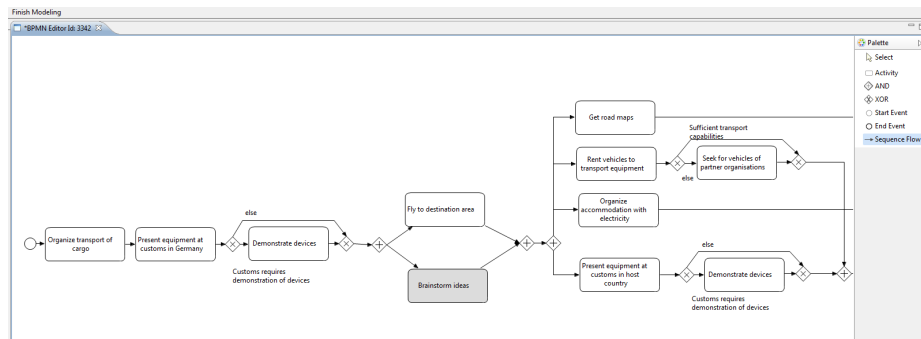 Finish Modeling
*BPMN Editor Id: 3342
Palette
Select
Activity
AND
XOR
Start Event
End Event
Sequence Flow
Organize transport of
cargo
Present equipment at
customs in Germany
else
Demonstrate devices
Customs requires
demonstration of devices
Fly to destination area
Brainstorm ideas
Get road maps
Rent vehicles to
transport equipment
Sufficient transport
capabilities
else
Seek for vehicles of
partner organisations
Organize
accommodation with
electricity
Present equipment at
customs in host
country
else
Demonstrate devices
Customs requires
demonstration of devices